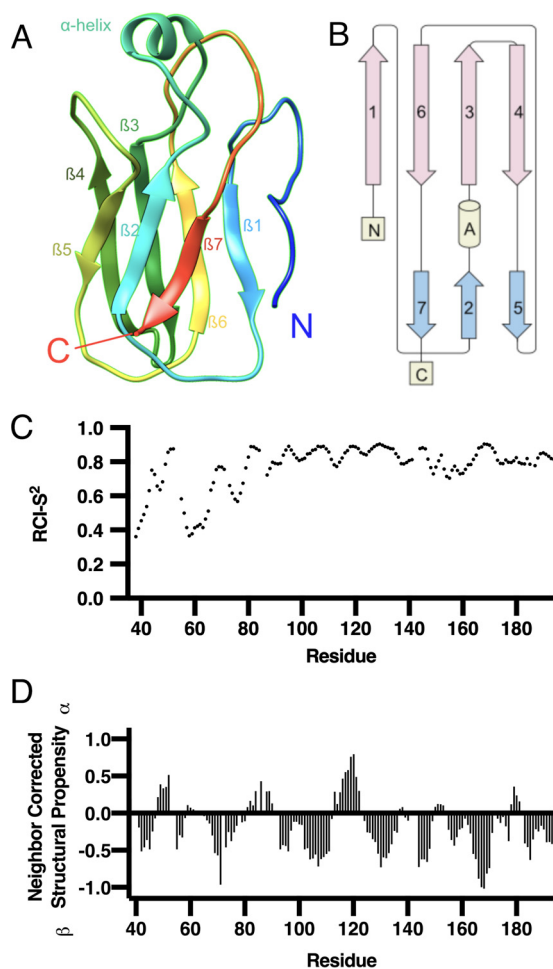 A
α-helix
ß3
ß4
ß2
ß7
ß1
ß5
ß6
C
N
B
1
6
3
4
N
A
7
2
5
C
C
1.0
0.8
0.6
0.4
0.2
0.0
RCI-S²
40 60 80 100 120 140 160 180
Residue
D
α
1.0
0.5
0.0
-0.5
-1.0
Neighbor Corrected
Structural Propensity
β
40 60 80 100 120 140 160 180
Residue